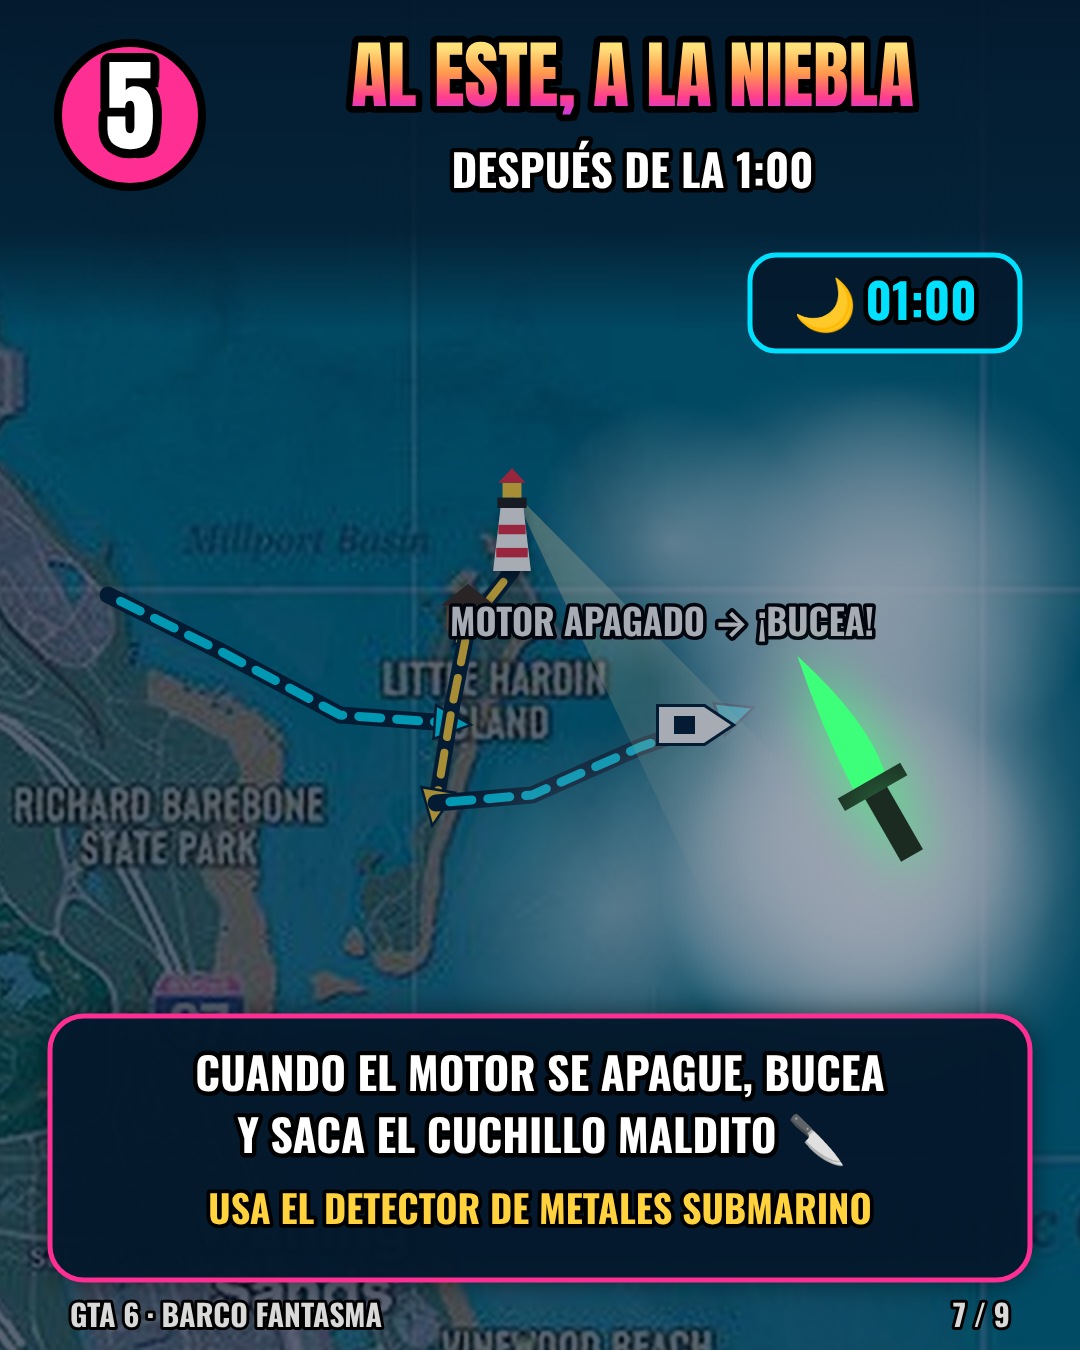 5
AL ESTE, A LA NIEBLA
DESPUÉS DE LA 1:00
01:00
Millport Basin
MOTOR APAGADO → ¡BUCEA!
LITTLE HARDIN
ISLAND
RICHARD BAREBONE
STATE PARK
CUANDO EL MOTOR SE APAGUE, BUCEA
Y SACA EL CUCHILLO MALDITO
USA EL DETECTOR DE METALES SUBMARINO
GTA 6 · BARCO FANTASMA
7 / 9